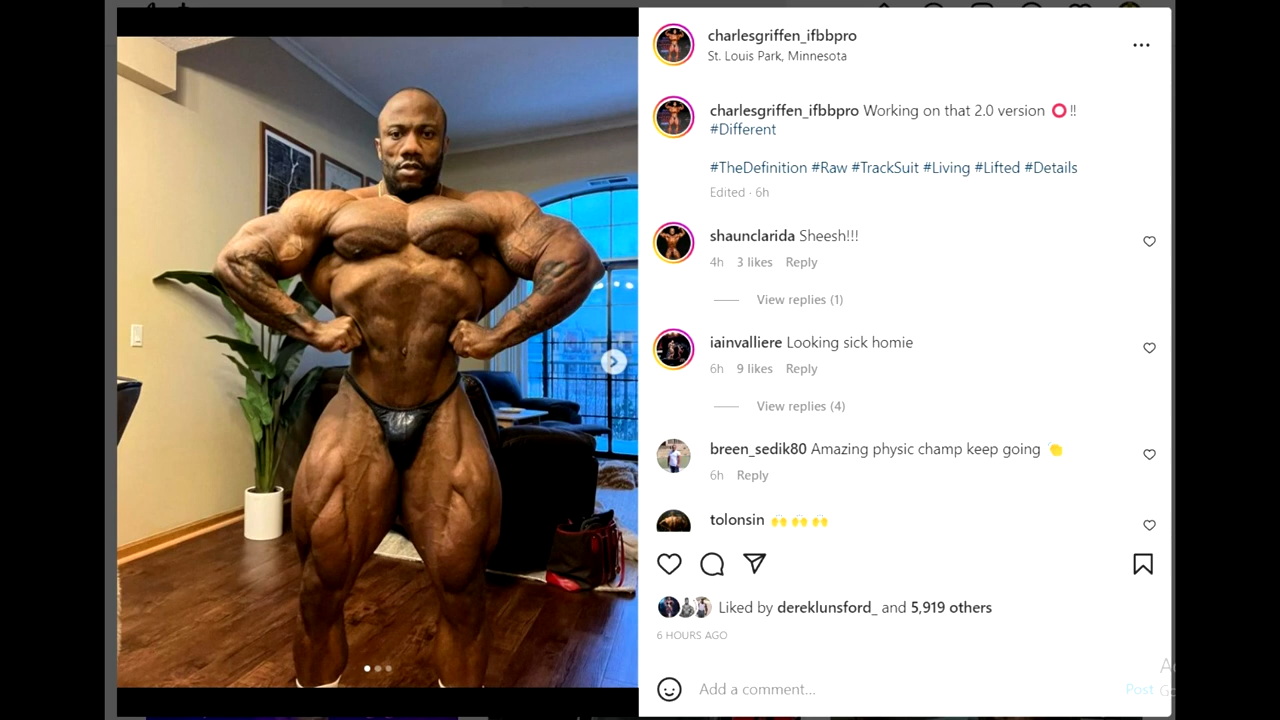 charlesgriffen_ifbbpro
St. Louis Park, Minnesota
charlesgriffen_ifbbpro Working on that 2.0 version ⭕ !!
#Different
#TheDefinition #Raw #TrackSuit #Living #Lifted #Details
Edited · 6h
shaunclarida Sheesh!!!
4h 3 likes Reply
View replies (1)
iainvalliere Looking sick homie
6h 9 likes Reply
View replies (4)
breen_sedik80 Amazing physic champ keep going 👏
6h Reply
tolonsin 🙌 🙌 🙌
Liked by dereklunsford_ and 5,919 others
6 HOURS AGO
Add a comment...
Post